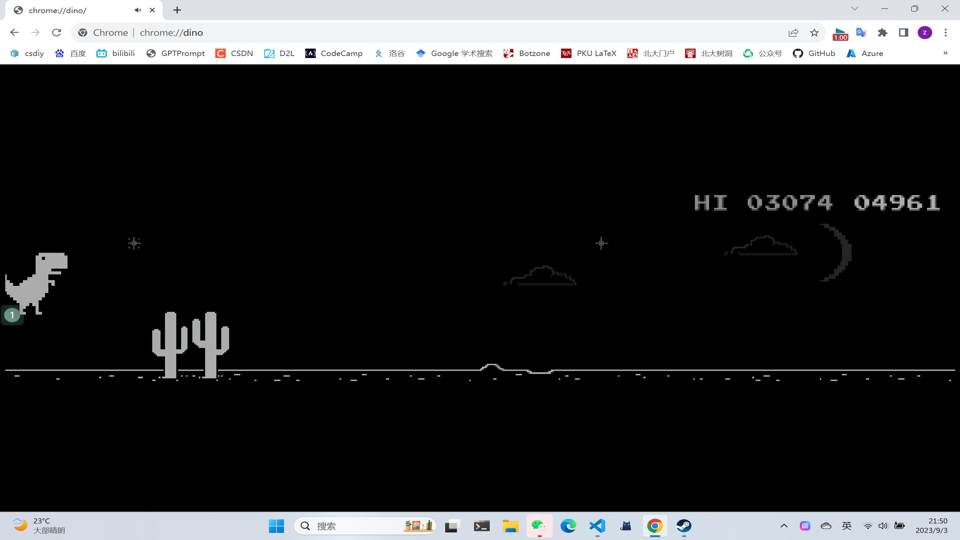 chrome://dino/
Chrome | chrome://dino
1.00
z
csdiy 百度 bilibili GPTPrompt CSDN D2L CodeCamp 洛谷 Google 学术搜索 Botzone PKU LaTeX 北大门户 北大树洞 公众号 GitHub Azure »
HI 03074 04961
1
23°C
大部晴朗
搜索
英
21:50
2023/9/3